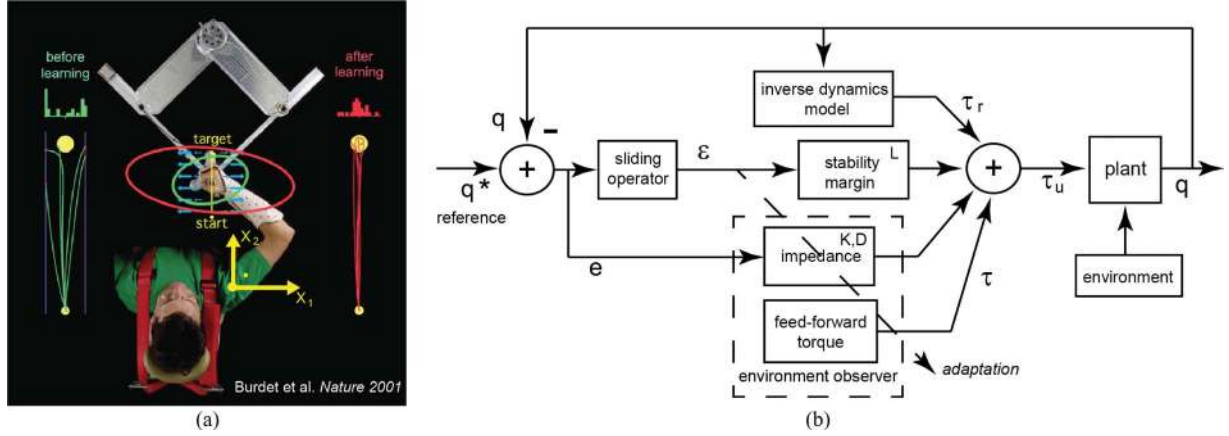 before
learning
after
learning
target
start
X2
X1
Burdet et al. Nature 2001
(a)
q
−
+
q*
reference
sliding
operator
ε
inverse dynamics
model
τr
stability
margin
L
+
τu
plant
q
environment
e
K,D
impedance
τ
feed-forward
torque
environment observer
adaptation
(b)